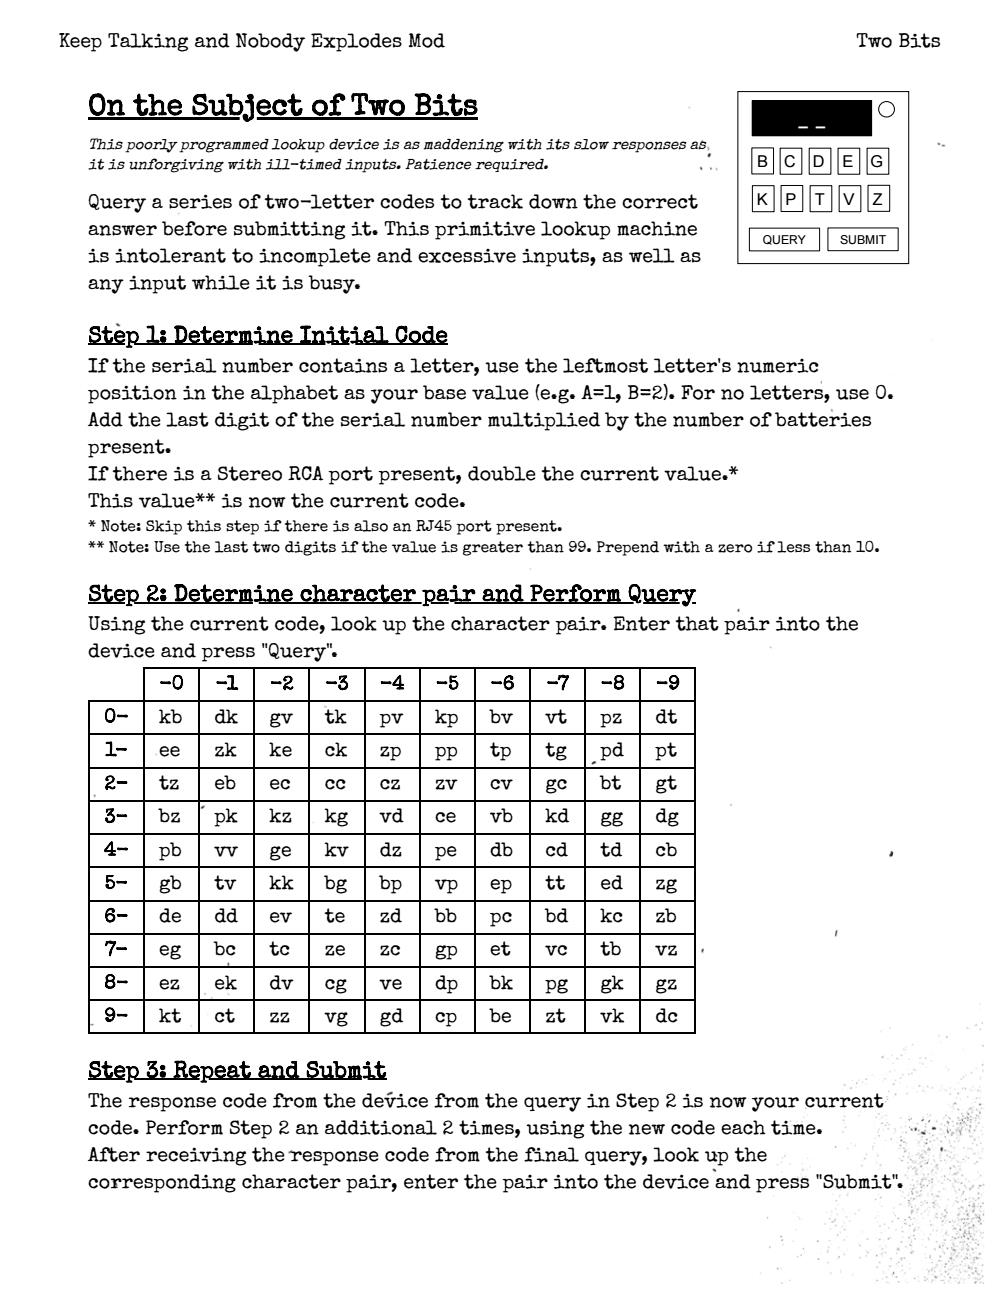 Keep Talking and Nobody Explodes Mod Two Bits
On the Subject of Two Bits
This poorly programmed lookup device is as maddening with its slow responses as
it is unforgiving with ill-timed inputs. Patience required.
Query a series of two-letter codes to track down the correct
answer before submitting it. This primitive lookup machine
is intolerant to incomplete and excessive inputs, as well as
any input while it is busy.
_ _
B C D E G
K P T V Z
QUERY SUBMIT
Step 1: Determine Initial Code
If the serial number contains a letter, use the leftmost letter's numeric
position in the alphabet as your base value (e.g. A=1, B=2). For no letters, use 0.
Add the last digit of the serial number multiplied by the number of batteries
present.
If there is a Stereo RCA port present, double the current value.*
This value** is now the current code.
* Note: Skip this step if there is also an RJ45 port present.
** Note: Use the last two digits if the value is greater than 99. Prepend with a zero if less than 10.
Step 2: Determine character pair and Perform Query
Using the current code, look up the character pair. Enter that pair into the
device and press "Query".
-0 -1 -2 -3 -4 -5 -6 -7 -8 -9
0- kb dk gv tk pv kp bv vt pz dt
1- ee zk ke ck zp pp tp tg pd pt
2- tz eb ec cc cz zv cv gc bt gt
3- bz pk kz kg vd ce vb kd gg dg
4- pb vv ge kv dz pe db cd td cb
5- gb tv kk bg bp vp ep tt ed zg
6- de dd ev te zd bb pc bd kc zb
7- eg bc tc ze zc gp et vc tb vz
8- ez ek dv cg ve dp bk pg gk gz
9- kt ct zz vg gd cp be zt vk dc
Step 3: Repeat and Submit
The response code from the device from the query in Step 2 is now your current
code. Perform Step 2 an additional 2 times, using the new code each time.
After receiving the response code from the final query, look up the
corresponding character pair, enter the pair into the device and press "Submit".